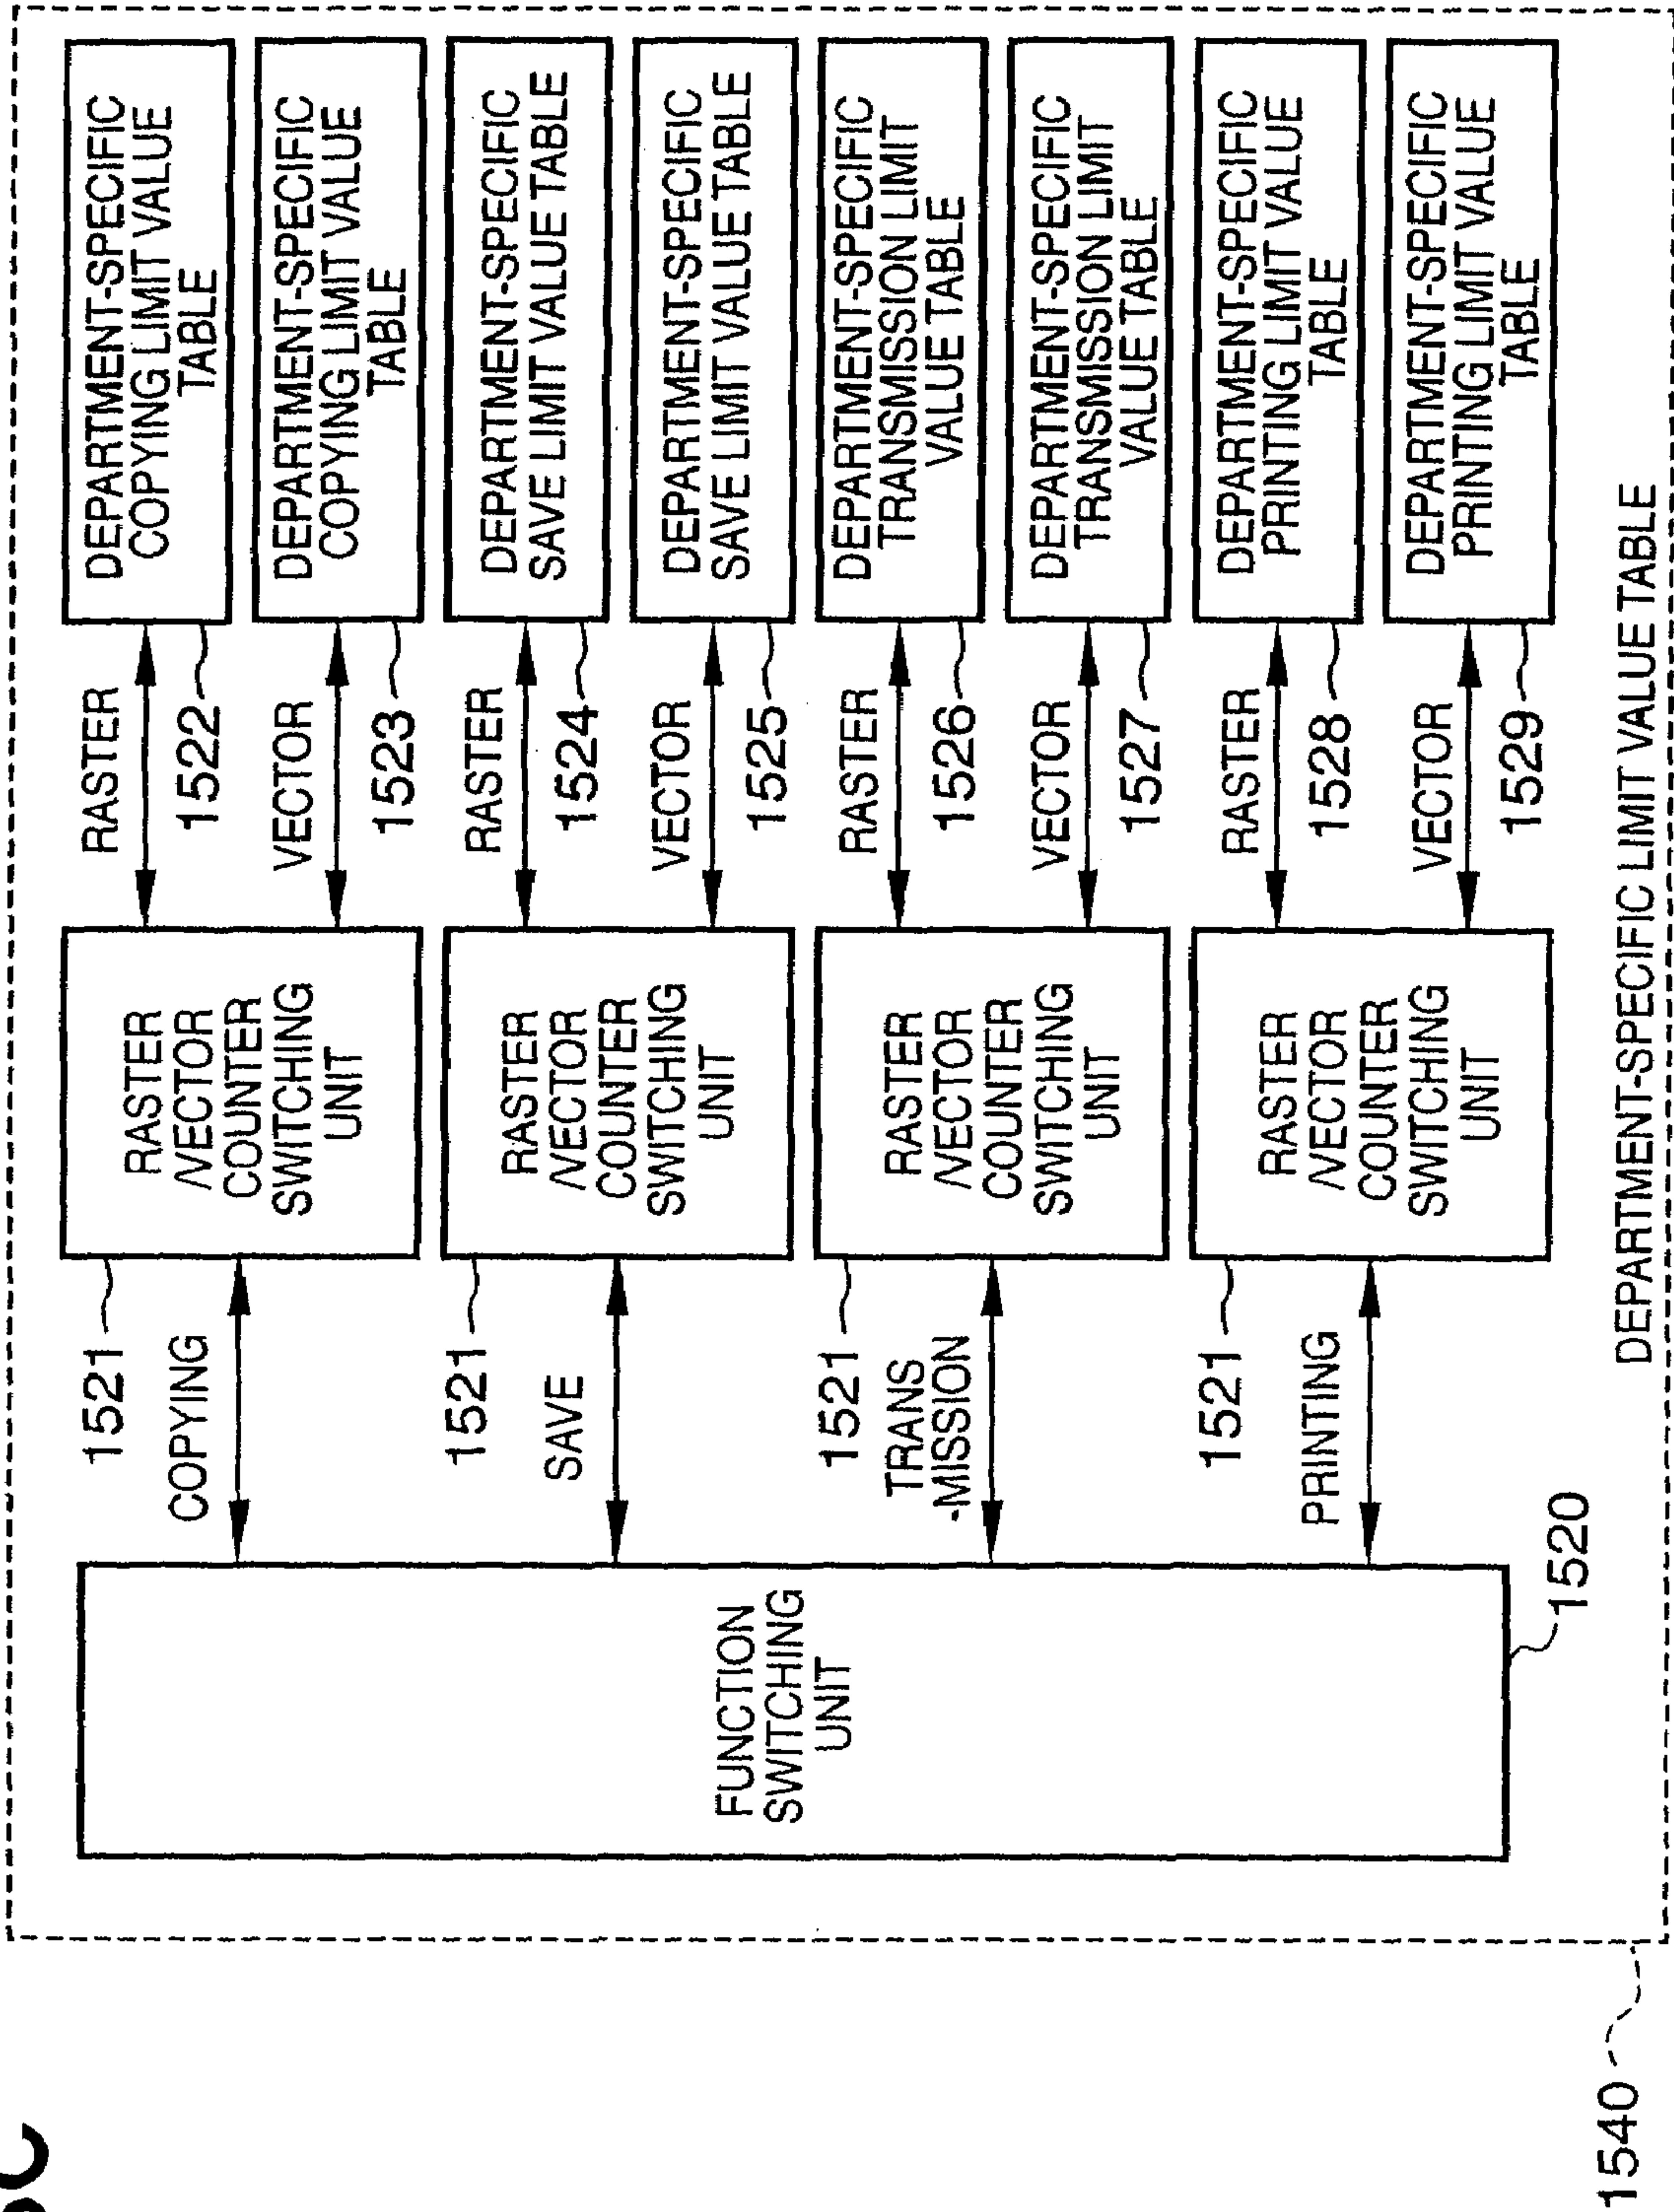 1540
FUNCTION
SWITCHING
UNIT
1520
1521
COPYING
1521
SAVE
1521
TRANS
-MISSION
1521
PRINTING
RASTER
/VECTOR
COUNTER
SWITCHING
UNIT
RASTER
/VECTOR
COUNTER
SWITCHING
UNIT
RASTER
/VECTOR
COUNTER
SWITCHING
UNIT
RASTER
/VECTOR
COUNTER
SWITCHING
UNIT
RASTER
1522
VECTOR
1523
RASTER
1524
VECTOR
1525
RASTER
1526
VECTOR
1527
RASTER
1528
VECTOR
1529
DEPARTMENT-SPECIFIC
COPYING LIMIT VALUE
TABLE
DEPARTMENT-SPECIFIC
COPYING LIMIT VALUE
TABLE
DEPARTMENT-SPECIFIC
SAVE LIMIT VALUE TABLE
DEPARTMENT-SPECIFIC
SAVE LIMIT VALUE TABLE
DEPARTMENT-SPECIFIC
TRANSMISSION LIMIT
VALUE TABLE
DEPARTMENT-SPECIFIC
TRANSMISSION LIMIT
VALUE TABLE
DEPARTMENT-SPECIFIC
PRINTING LIMIT VALUE
TABLE
DEPARTMENT-SPECIFIC
PRINTING LIMIT VALUE
TABLE
DEPARTMENT-SPECIFIC LIMIT VALUE TABLE